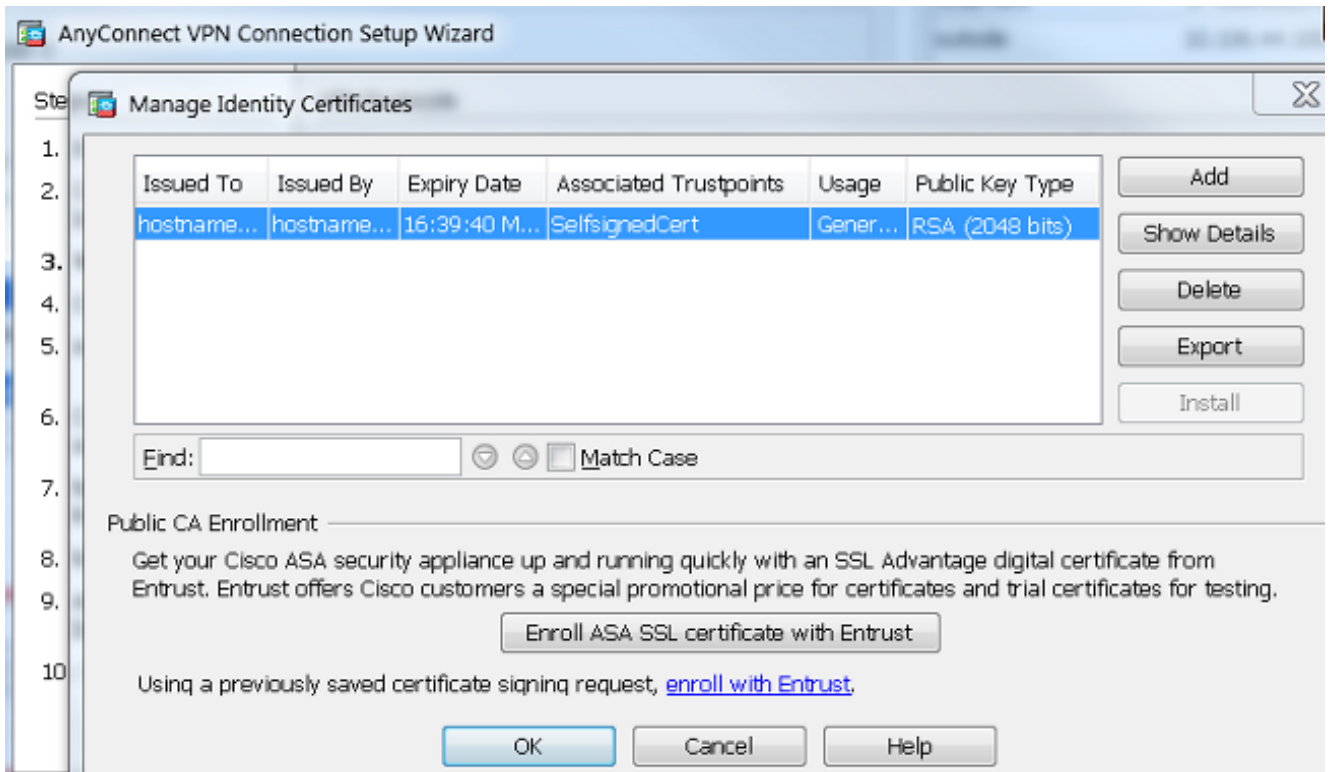 AnyConnect VPN Connection Setup Wizard
Ste
Manage Identity Certificates
1.
2.
3.
4.
5.
6.
7.
8.
9.
10
Issued To Issued By Expiry Date Associated Trustpoints Usage Public Key Type
hostname... hostname... 16:39:40 M... SelfsignedCert Gener... RSA (2048 bits)
Add
Show Details
Delete
Export
Install
Find: Match Case
Public CA Enrollment
Get your Cisco ASA security appliance up and running quickly with an SSL Advantage digital certificate from
Entrust. Entrust offers Cisco customers a special promotional price for certificates and trial certificates for testing.
Enroll ASA SSL certificate with Entrust
Using a previously saved certificate signing request, enroll with Entrust.
OK Cancel Help